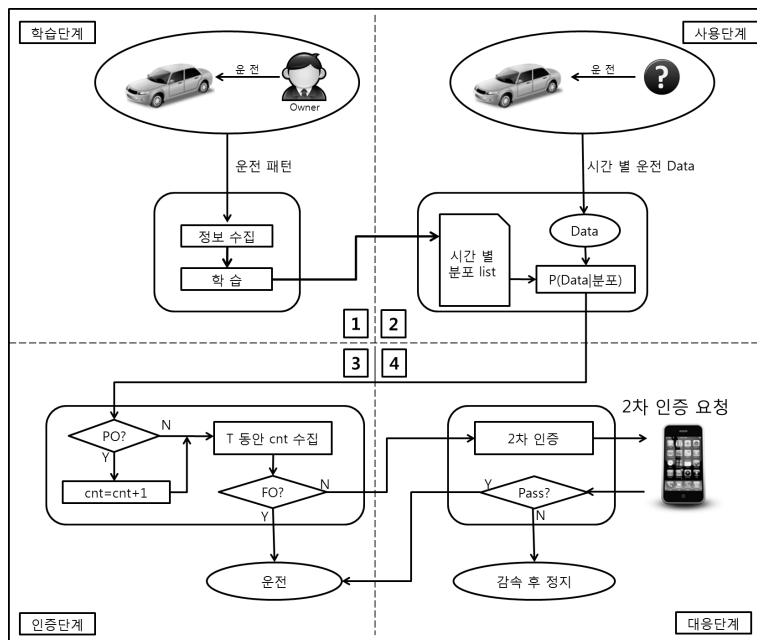 학습단계
운 전
Owner
운전 패턴
정보 수집
학 습
1
사용단계
운 전
?
시간 별 운전 Data
시간 별
분포 list
Data
P(Data|분포)
2
3
PO?
N
Y
cnt=cnt+1
T 동안 cnt 수집
FO?
N
Y
운전
인증단계
4
2차 인증 요청
2차 인증
Pass?
Y
N
감속 후 정지
대응단계